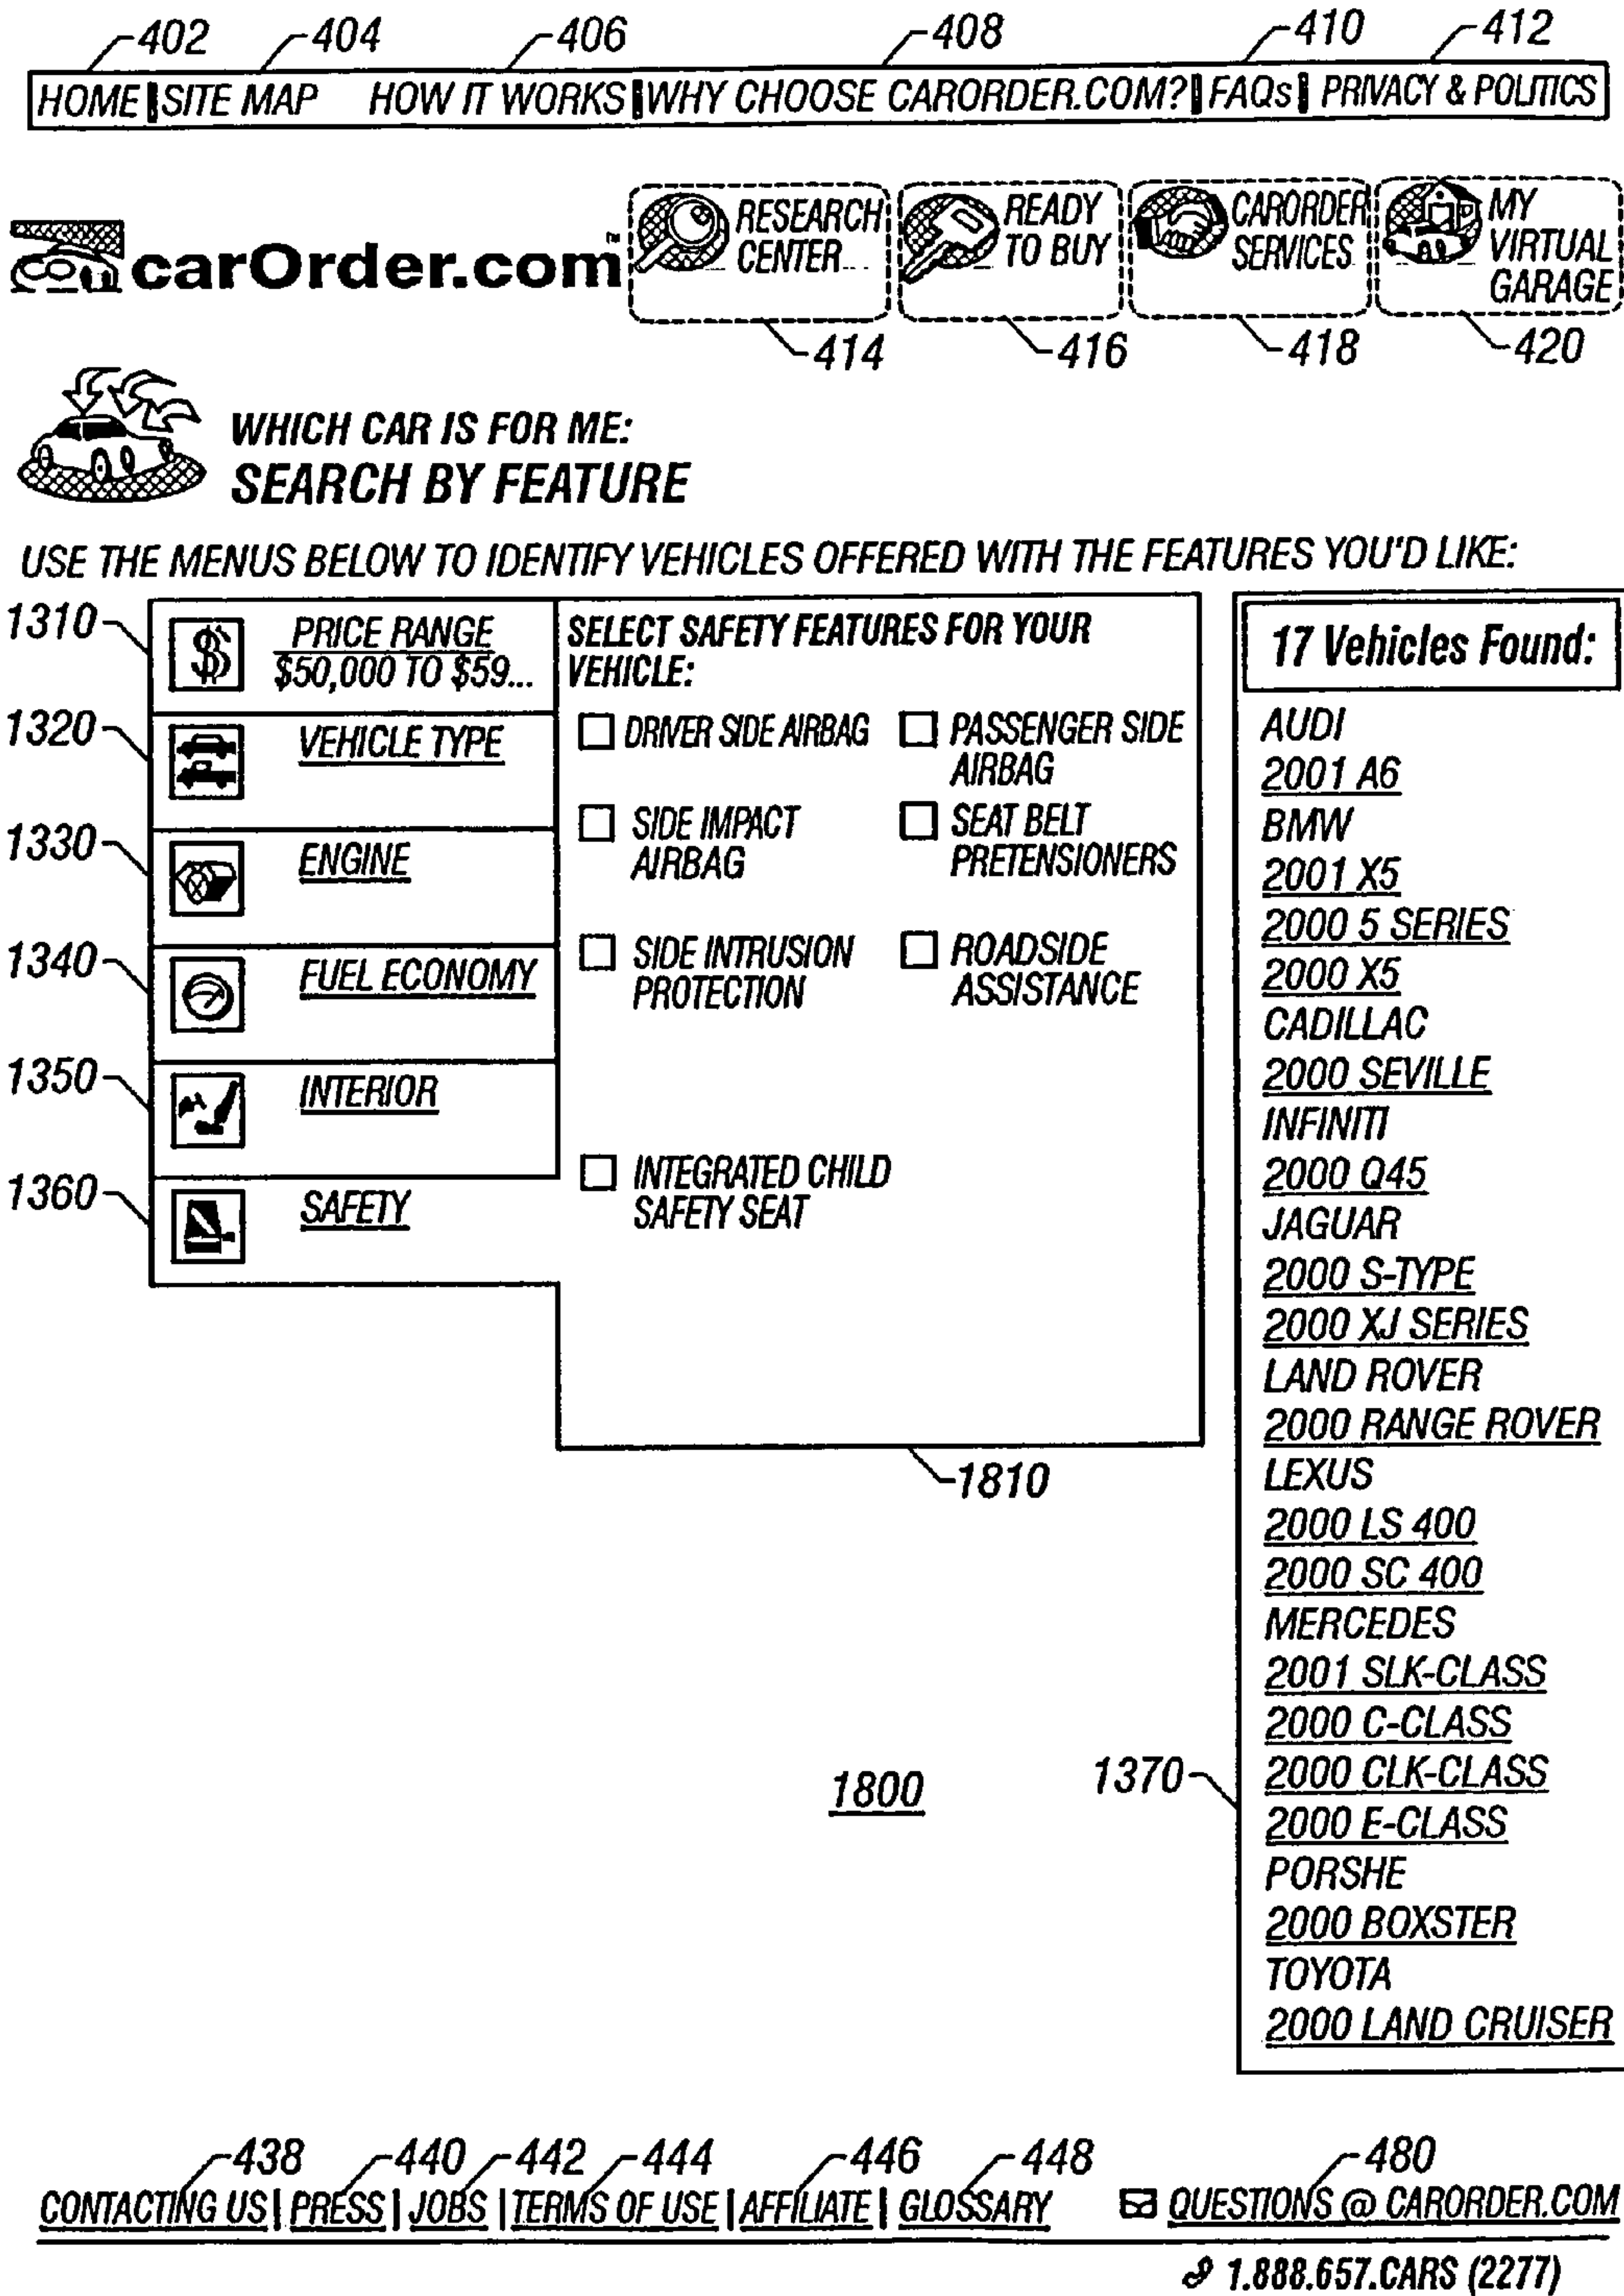 402 404 406 408 410 412
HOME SITE MAP HOW IT WORKS WHY CHOOSE CARORDER.COM? FAQs PRIVACY & POLITICS
carOrder.com™
RESEARCH CENTER
READY TO BUY
CARORDER SERVICES
MY VIRTUAL GARAGE
414 416 418 420
WHICH CAR IS FOR ME:
SEARCH BY FEATURE
USE THE MENUS BELOW TO IDENTIFY VEHICLES OFFERED WITH THE FEATURES YOU'D LIKE:
1310
$
PRICE RANGE
$50,000 TO $59...
1320
VEHICLE TYPE
1330
ENGINE
1340
FUEL ECONOMY
1350
INTERIOR
1360
SAFETY
SELECT SAFETY FEATURES FOR YOUR
VEHICLE:
DRIVER SIDE AIRBAG
PASSENGER SIDE
AIRBAG
SIDE IMPACT
AIRBAG
SEAT BELT
PRETENSIONERS
SIDE INTRUSION
PROTECTION
ROADSIDE
ASSISTANCE
INTEGRATED CHILD
SAFETY SEAT
1810
17 Vehicles Found:
AUDI
2001 A6
BMW
2001 X5
2000 5 SERIES
2000 X5
CADILLAC
2000 SEVILLE
INFINITI
2000 Q45
JAGUAR
2000 S-TYPE
2000 XJ SERIES
LAND ROVER
2000 RANGE ROVER
LEXUS
2000 LS 400
2000 SC 400
MERCEDES
2001 SLK-CLASS
2000 C-CLASS
2000 CLK-CLASS
2000 E-CLASS
PORSHE
2000 BOXSTER
TOYOTA
2000 LAND CRUISER
1370
1800
438 440 442 444 446 448 480
CONTACTING US | PRESS | JOBS | TERMS OF USE | AFFILIATE | GLOSSARY QUESTIONS @ CARORDER.COM
1.888.657.CARS (2277)